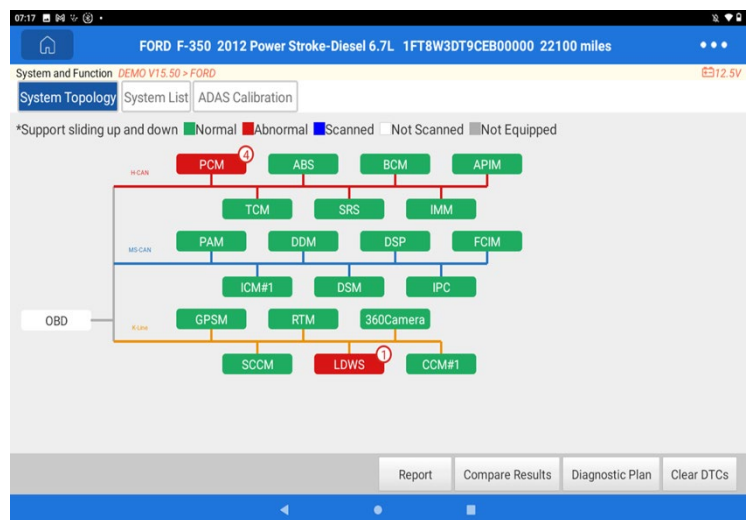 07:17
FORD F-350 2012 Power Stroke-Diesel 6.7L 1FT8W3DT9CEB00000 22100 miles
System and Function DEMO V15.50 > FORD 12.5V
System Topology System List ADAS Calibration
*Support sliding up and down Normal Abnormal Scanned Not Scanned Not Equipped
H-CAN PCM 4 ABS BCM APIM
TCM SRS IMM
MS-CAN PAM DDM DSP FCIM
ICM#1 DSM IPC
OBD K-Line GPSM RTM 360Camera
SCCM LDWS 1 CCM#1
Report Compare Results Diagnostic Plan Clear DTCs